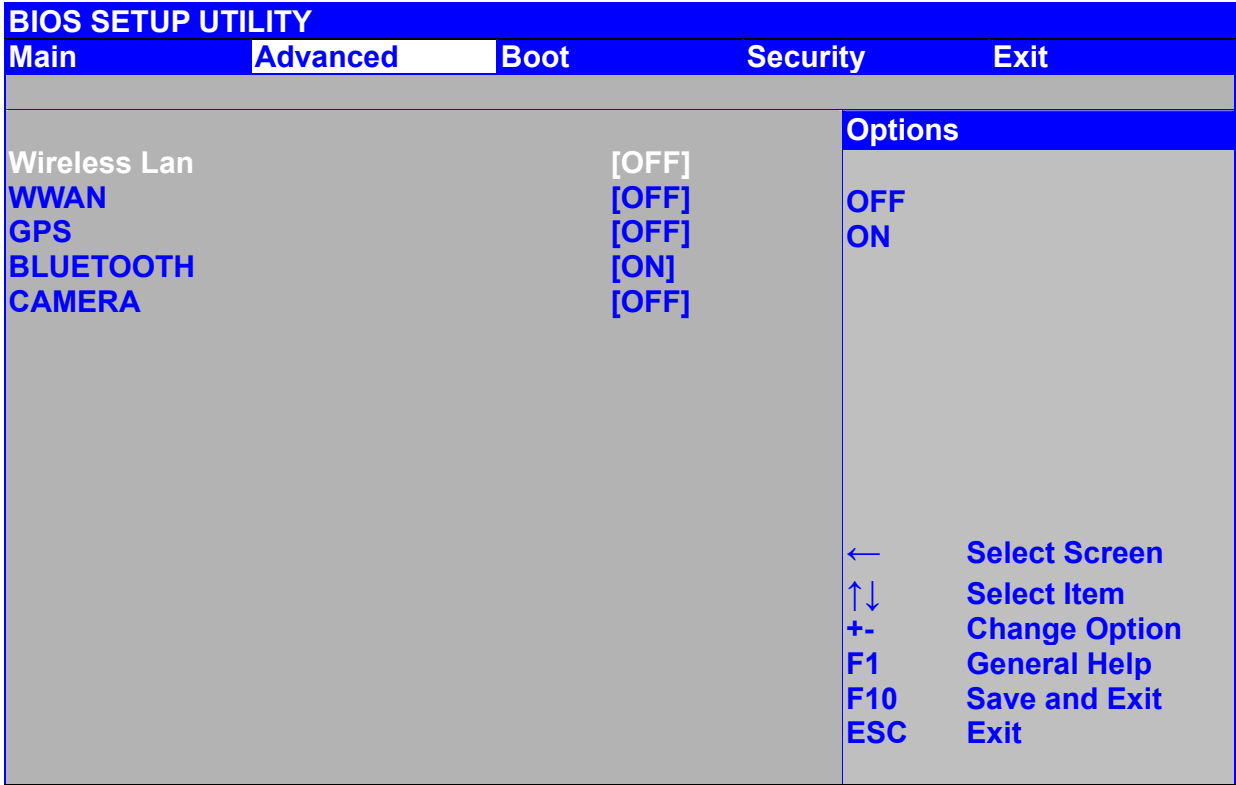 BIOS SETUP UTILITY
Main Advanced Boot Security Exit
Options
Wireless Lan [OFF]
WWAN [OFF]
GPS [OFF]
BLUETOOTH [ON]
CAMERA [OFF]
OFF
ON
← Select Screen
↑↓ Select Item
+- Change Option
F1 General Help
F10 Save and Exit
ESC Exit